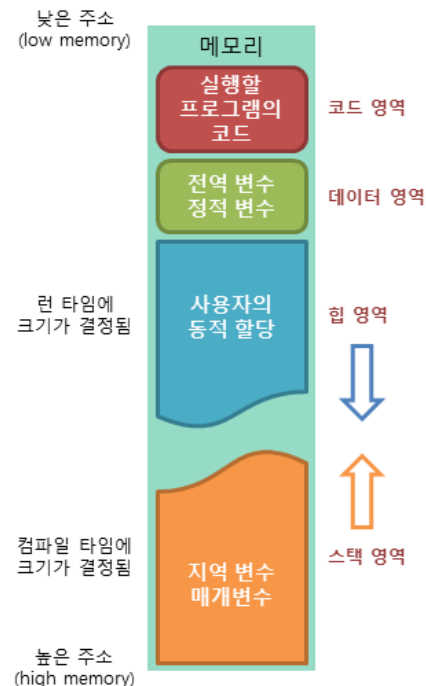 낮은 주소
(low memory)
메모리
실행할
프로그램의
코드
코드 영역
전역 변수
정적 변수
데이터 영역
런 타임에
크기가 결정됨
사용자의
동적 할당
힙 영역
컴파일 타임에
크기가 결정됨
지역 변수
매개변수
스택 영역
높은 주소
(high memory)